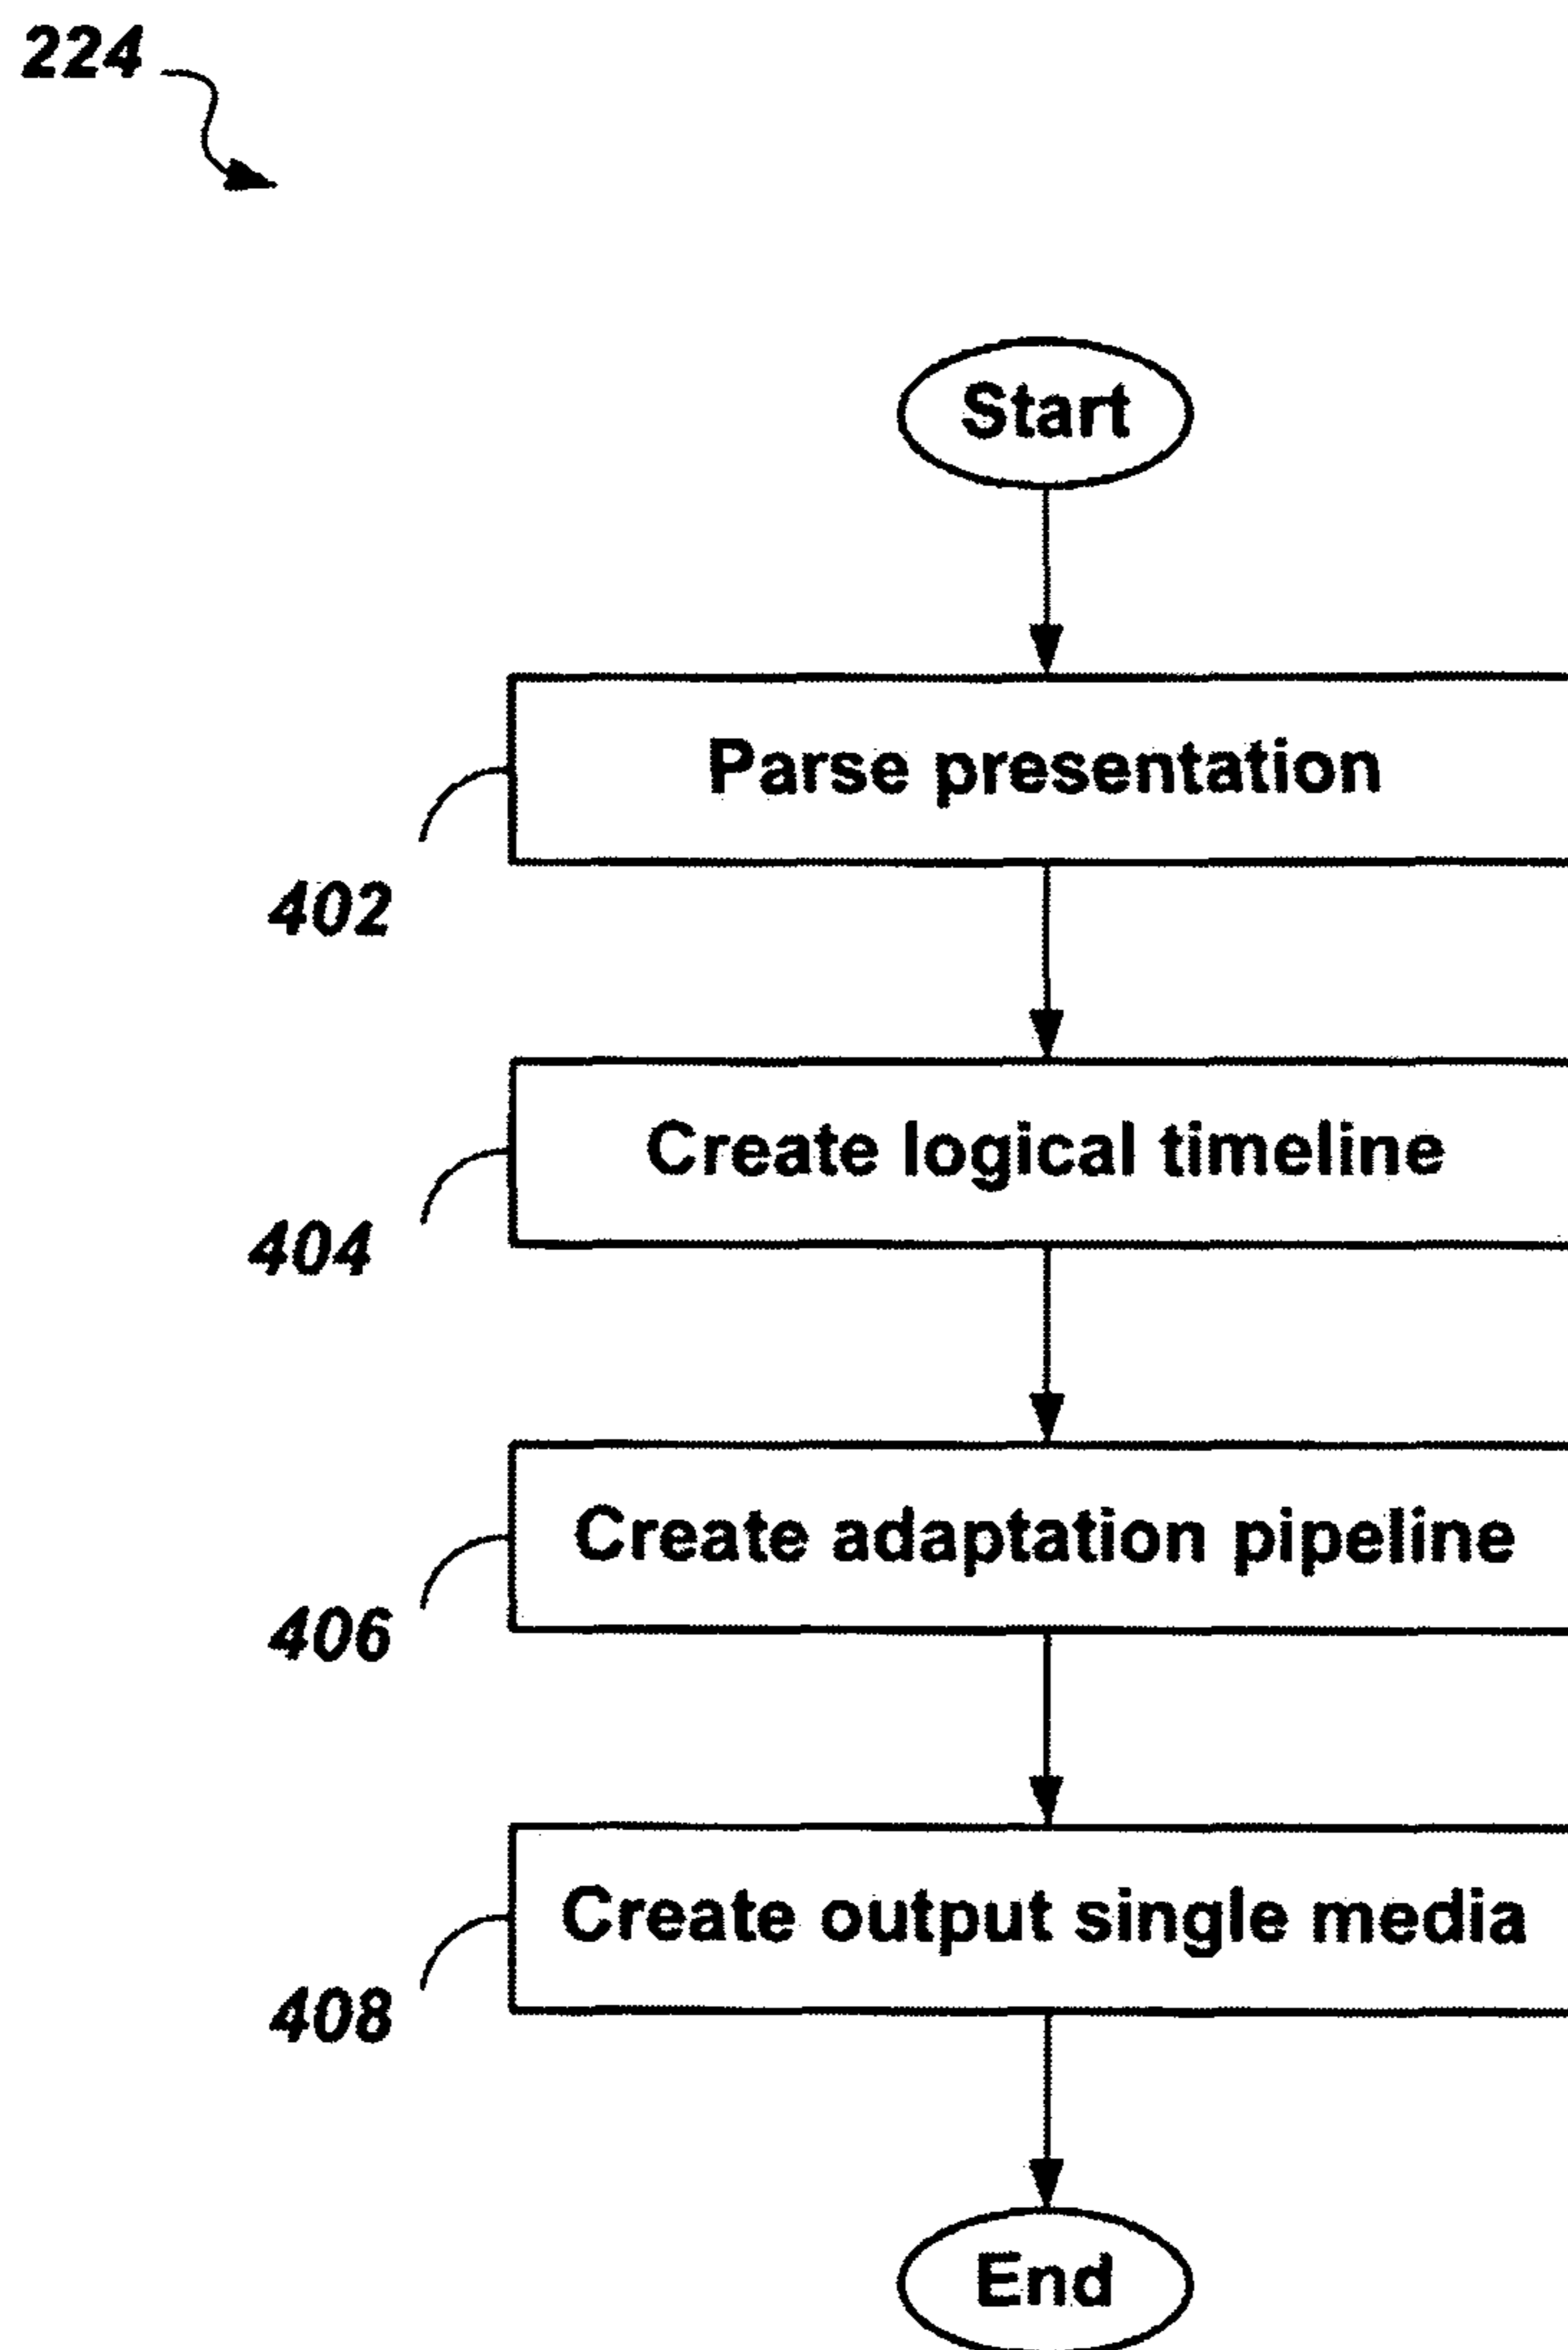 224
Start
Parse presentation
402
Create logical timeline
404
Create adaptation pipeline
406
Create output single media
408
End